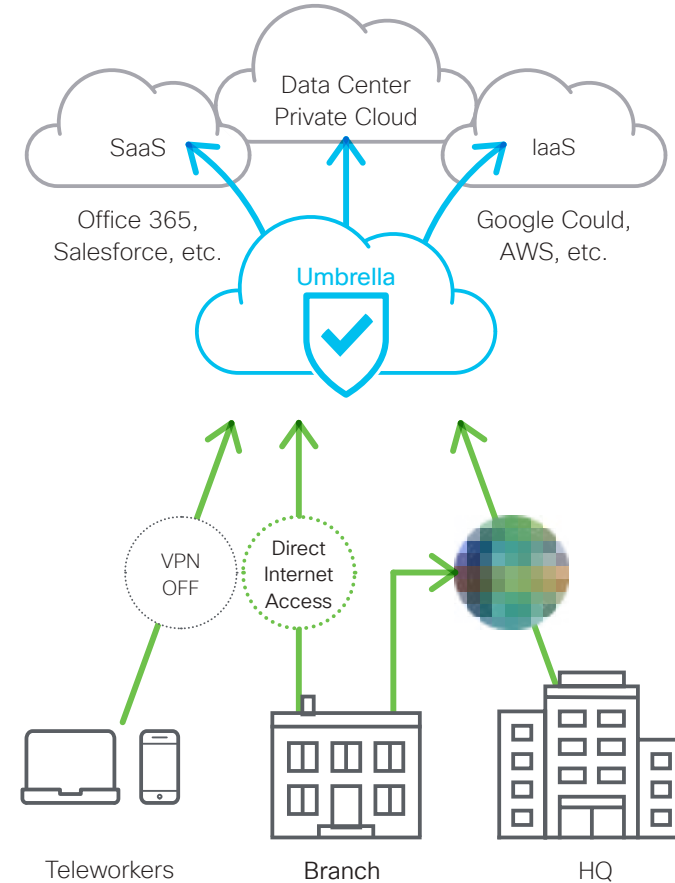 Data Center
Private Cloud
SaaS
IaaS
Office 365,
Salesforce, etc.
Google Could,
AWS, etc.
Umbrella
VPN
OFF
Direct
Internet
Access
Teleworkers
Branch
HQ